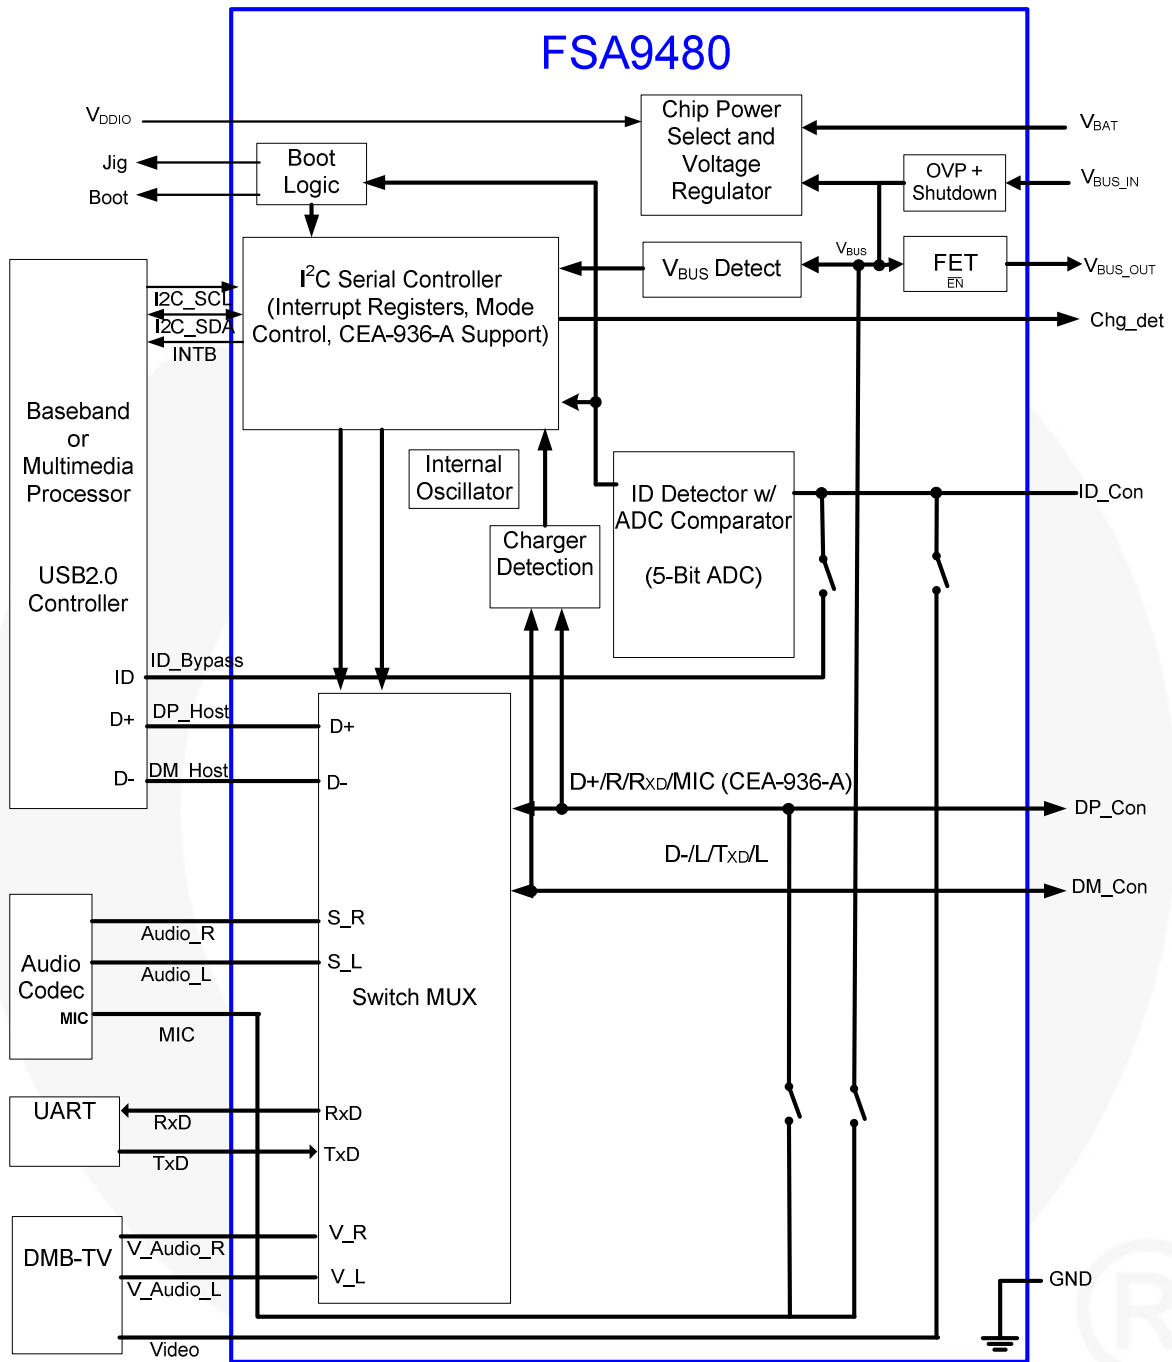 FSA9480
VDDIO
Jig
Boot
Boot
Logic
Chip Power
Select and
Voltage
Regulator
VBAT
OVP +
Shutdown
VBUS_IN
I2C Serial Controller
(Interrupt Registers, Mode
Control, CEA-936-A Support)
VBUS Detect
VBUS
FET
EN
VBUS_OUT
Chg_det
I2C_SCL
I2C_SDA
INTB
Baseband
or
Multimedia
Processor
USB2.0
Controller
Internal
Oscillator
Charger
Detection
ID Detector w/
ADC Comparator
(5-Bit ADC)
ID_Con
ID
ID_Bypass
D+
DP_Host
D+
D-
DM_Host
D-
D+/R/RXD/MIC (CEA-936-A)
DP_Con
D-/L/TXD/L
DM_Con
Audio
Codec
MIC
Audio_R
S_R
Audio_L
S_L
MIC
Switch MUX
UART
RxD
RxD
TxD
TxD
DMB-TV
V_Audio_R
V_R
V_Audio_L
V_L
Video
GND
®